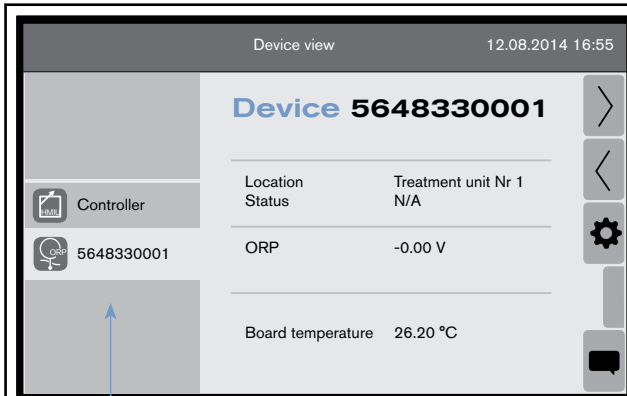 Device view 12.08.2014 16:55
Device 5648330001
Location Treatment unit Nr 1
Status N/A
HMIL Controller
ORP 5648330001
ORP -0.00 V
Board temperature 26.20 °C